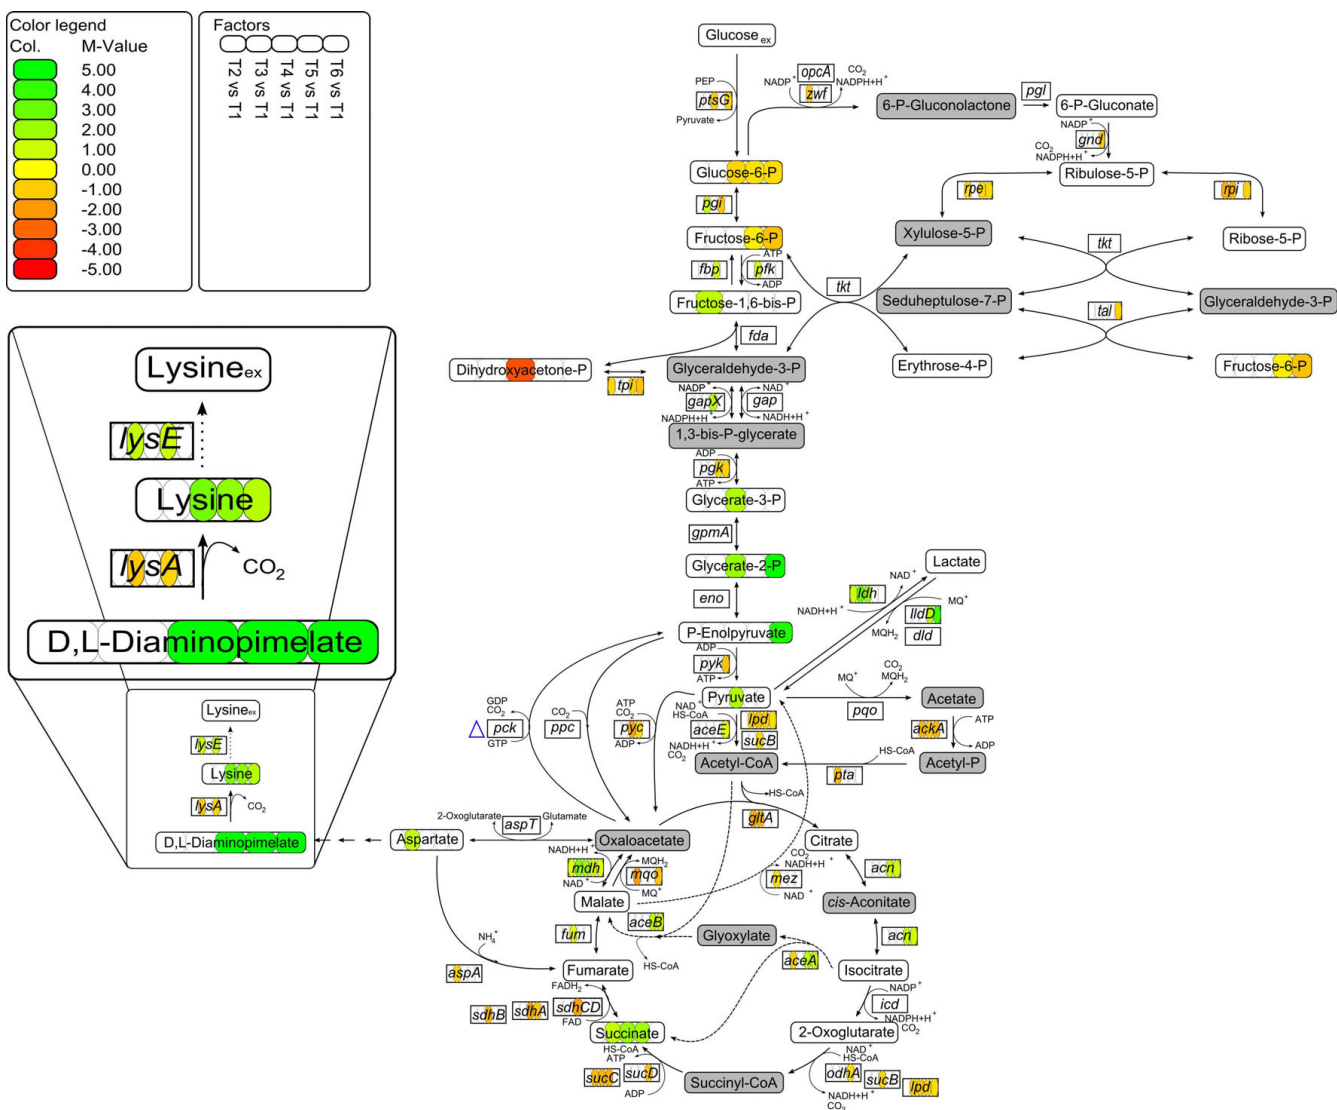 Color legend
Col. M-Value
5.00
4.00
3.00
2.00
1.00
0.00
-1.00
-2.00
-3.00
-4.00
-5.00
Factors
T2 vs T1
T3 vs T1
T4 vs T1
T5 vs T1
T6 vs T1
Lysine ex
lysE
Lysine
lysA
CO2
D,L-Diaminopimelate
Lysine ex
lysE
Lysine
lysA
CO2
D,L-Diaminopimelate
Glucose ex
PEP
ptsG
Pyruvate
opcA
NADP+
CO2
NADPH+H+
zwf
6-P-Gluconolactone
pgl
6-P-Gluconate
NADP+
gnd
CO2
NADPH+H+
Glucose-6-P
Ribulose-5-P
rpe
rpi
pgi
Fructose-6-P
Xylulose-5-P
tkt
Ribose-5-P
ATP
fbp
pfk
ADP
tkt
Fructose-1,6-bis-P
Seduheptulose-7-P
Glyceraldehyde-3-P
tal
fda
Dihydroxyacetone-P
Glyceraldehyde-3-P
Erythrose-4-P
Fructose-6-P
tpi
NADP+
NAD+
gapX
gap
NADPH+H+
NADH+H+
1,3-bis-P-glycerate
ADP
pgk
ATP
Glycerate-3-P
gpmA
Glycerate-2-P
Lactate
eno
NAD+
ldh
NADH+H+
MQ+
lldD
MQH2
dld
P-Enolpyruvate
ADP
pyk
ATP
Pyruvate
MQ+
CO2
MQH2
pqo
Acetate
GDP
CO2
pck
GTP
CO2
ppc
ATP
CO2
pyc
ADP
NAD+
HS-CoA
aceE
NADH+H+
CO2
lpd
sucB
ackA
ATP
ADP
Acetyl-CoA
HS-CoA
pta
Acetyl-P
HS-CoA
gltA
2-Oxoglutarate
aspT
Glutamate
Aspartate
Oxaloacetate
Citrate
NADH+H+
mdh
NAD+
MQH2
mqo
MQ+
CO2
NADH+H+
mez
NAD+
acn
Malate
aceB
cis-Aconitate
fum
Glyoxylate
acn
NH4+
HS-CoA
aceA
aspA
Fumarate
Isocitrate
FADH2
sdhB
sdhA
sdhCD
FAD
NADP+
icd
NADPH+H+
CO2
Succinate
2-Oxoglutarate
HS-CoA
ATP
sucC
sucD
ADP
Succinyl-CoA
NAD+
HS-CoA
odhA
sucB
lpd
NADH+H+
CO2